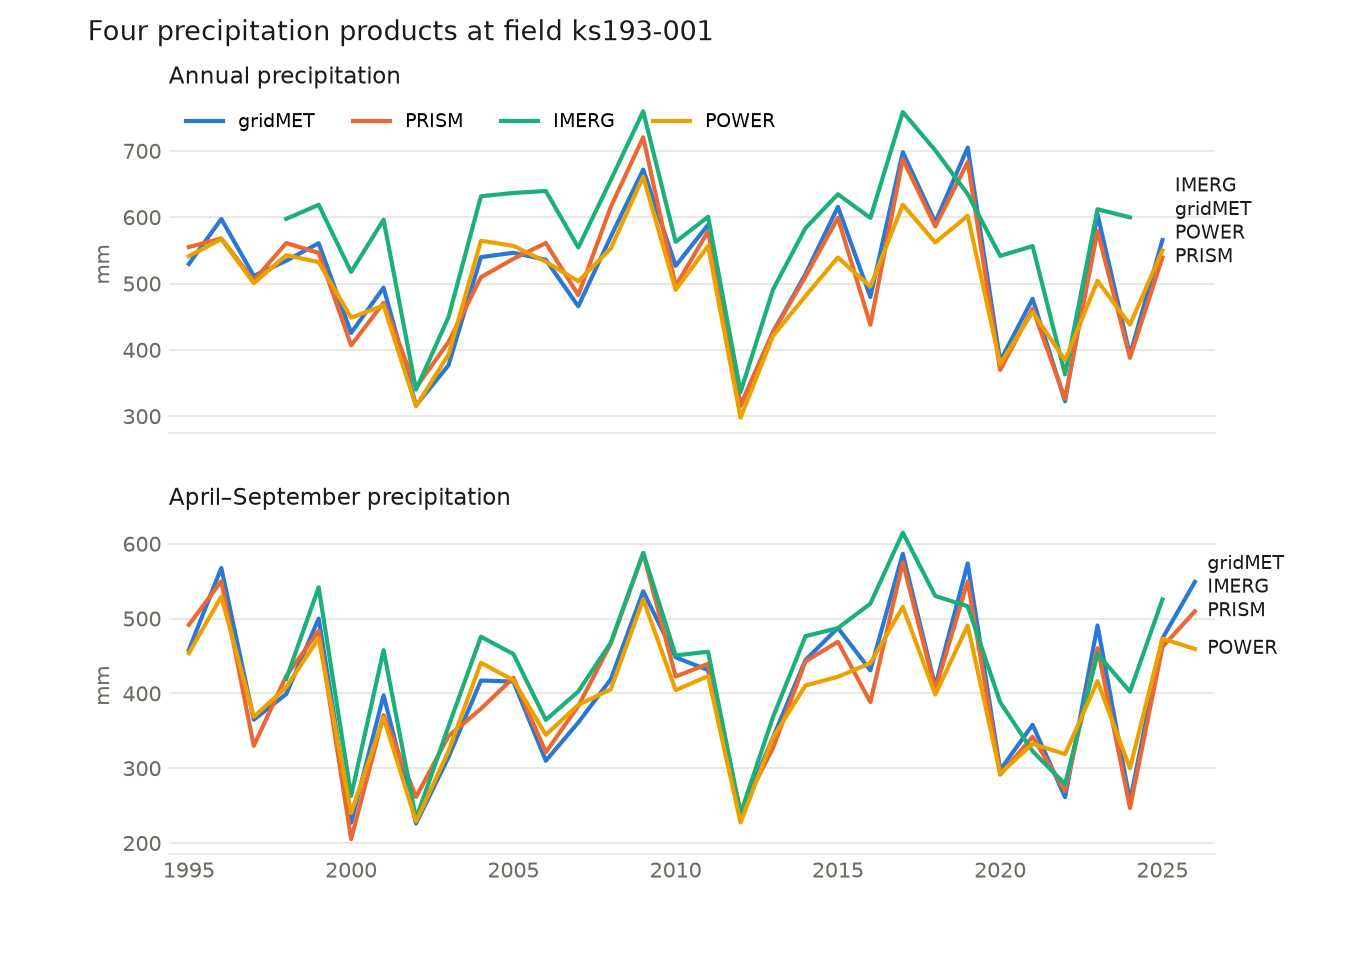 Four precipitation products at field ks193-001
Annual precipitation
gridMET PRISM IMERG POWER
700
600
500
400
300
mm
IMERG
gridMET
POWER
PRISM
April–September precipitation
600
500
400
300
200
mm
gridMET
IMERG
PRISM
POWER
1995 2000 2005 2010 2015 2020 2025